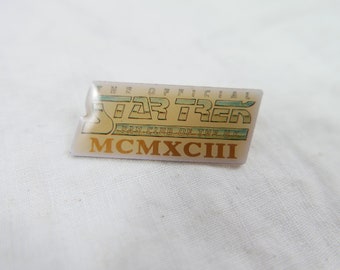 THE OFFICIAL
STAR TREK
MCMXCIII